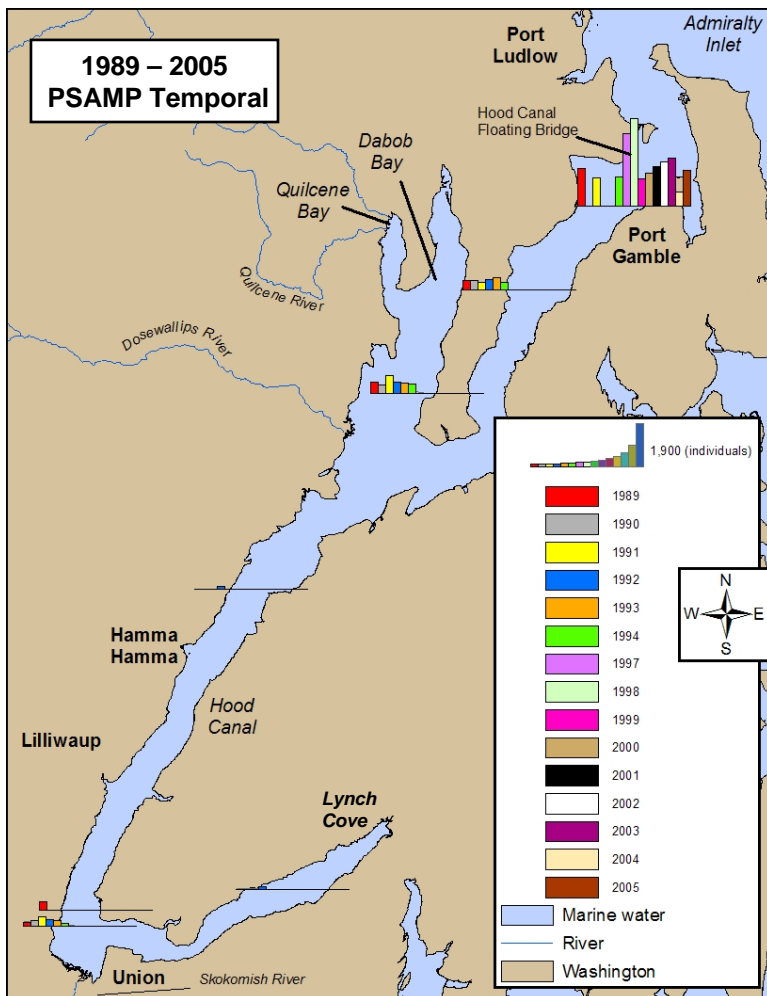 1989 – 2005
PSAMP Temporal
Port
Ludlow
Admiralty
Inlet
Hood Canal
Floating Bridge
Dabob
Bay
Quilcene
Bay
Port
Gamble
Quilcene River
Dosewallips River
Hamma
Hamma
Hood
Canal
Lilliwaup
Lynch
Cove
Union
Skokomish River
1,900 (individuals)
1989
1990
1991
1992
1993
1994
1997
1998
1999
2000
2001
2002
2003
2004
2005
Marine water
River
Washington
N
W E
S